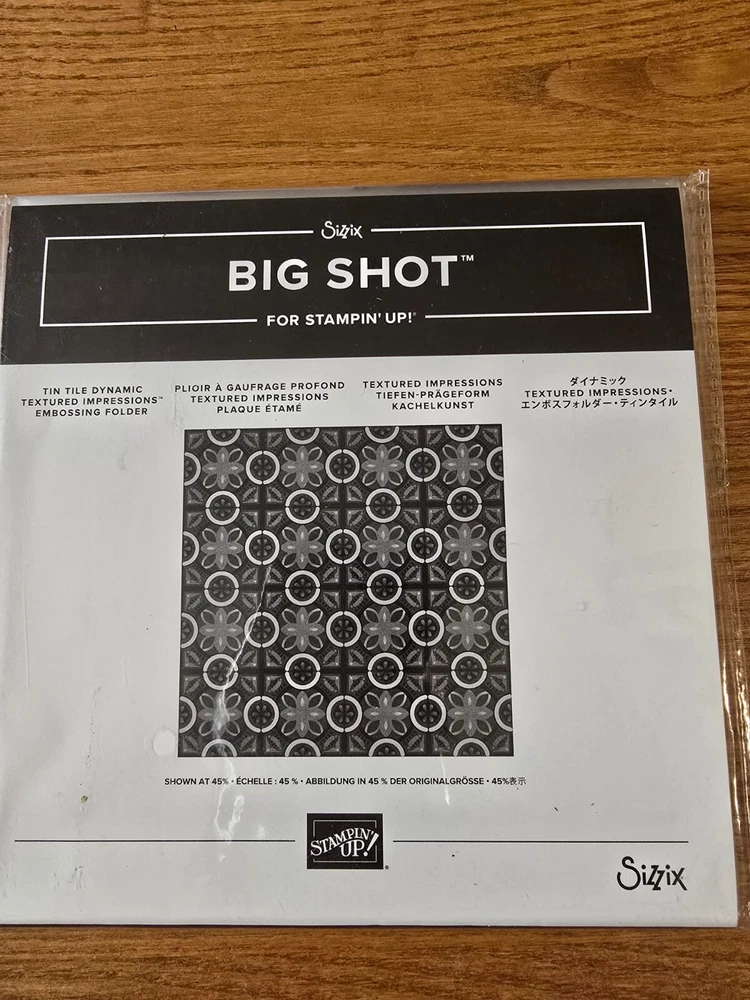 Sizzix
BIG SHOT™
FOR STAMPIN' UP!®
TIN TILE DYNAMIC
TEXTURED IMPRESSIONS™
EMBOSSING FOLDER
PLIOIR À GAUFRAGE PROFOND
TEXTURED IMPRESSIONS
PLAQUE ÉTAMÉ
TEXTURED IMPRESSIONS
TIEFEN-PRÄGEFORM
KACHELKUNST
ダイナミック
TEXTURED IMPRESSIONS・
エンボスフォルダー・ティンタイル
SHOWN AT 45% • ÉCHELLE : 45 % • ABBILDUNG IN 45 % DER ORIGINALGRÖSSE • 45%表示
STAMPIN'
UP!®
Sizzix